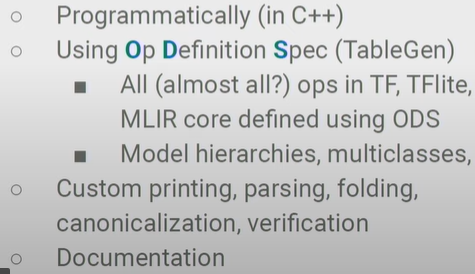 Programmatically (in C++)
Using Op Definition Spec (TableGen)
All (almost all?) ops in TF, TFlite,
MLIR core defined using ODS
Model hierarchies, multiclasses,
Custom printing, parsing, folding,
canonicalization, verification
Documentation